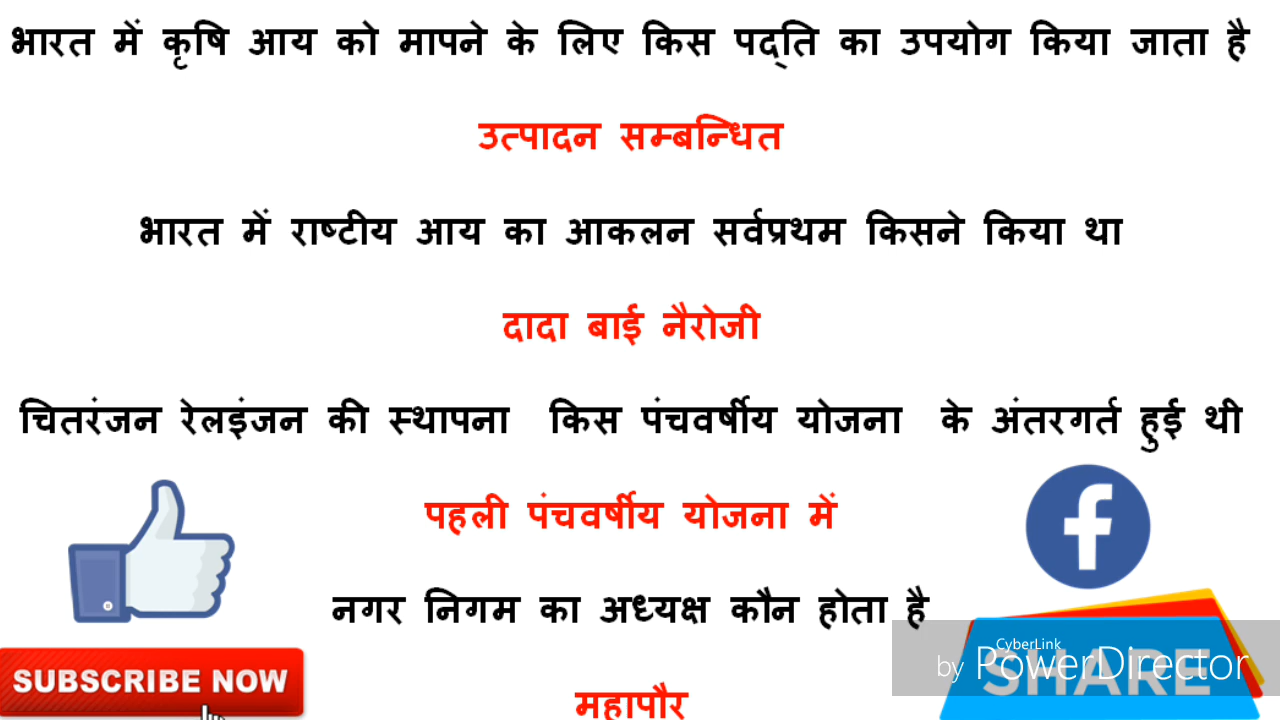 भारत में कृषि आय को मापने के लिए किस पद्ति का उपयोग किया जाता है
उत्पादन सम्बन्धित
भारत में राष्टीय आय का आकलन सर्वप्रथम किसने किया था
दादा बाई नैरोजी
चितरंजन रेलइंजन की स्थापना किस पंचवर्षीय योजना के अंतरगर्त हुई थी
पहली पंचवर्षीय योजना में
नगर निगम का अध्यक्ष कौन होता है
SUBSCRIBE NOW
SHARE
CyberLink
by PowerDirector
महापौर